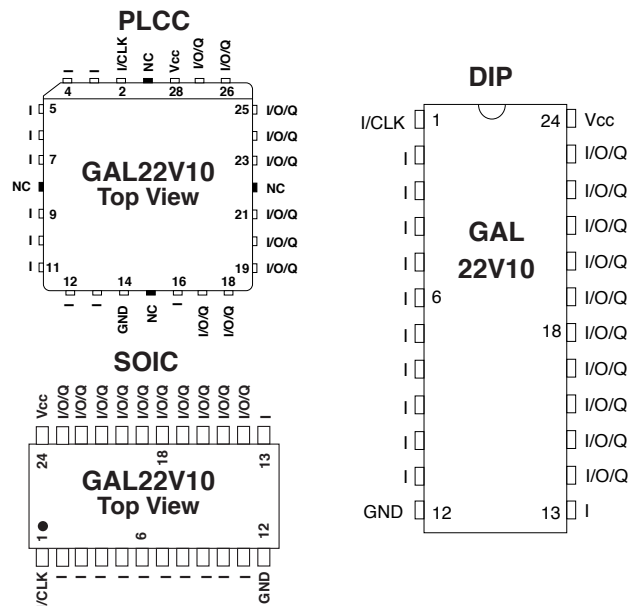 PLCC
I I I/CLK NC Vcc I/O/Q I/O/Q
4 2 28 26
I 5 25 I/O/Q
I I/O/Q
I 7 23 I/O/Q
GAL22V10
Top View
NC NC
I 9 21 I/O/Q
I I/O/Q
I 11 19 I/O/Q
12 14 16 18
I I GND NC I I/O/Q I/O/Q
SOIC
Vcc I/O/Q I/O/Q I/O/Q I/O/Q I/O/Q I/O/Q I/O/Q I/O/Q I/O/Q I/O/Q I
24 18 13
GAL22V10
Top View
1 6 12
/CLK I I I I I I I I I I GND
DIP
I/CLK 1 24 Vcc
I I/O/Q
I I/O/Q
I I/O/Q
GAL
22V10
I I/O/Q
I 6 I/O/Q
I 18 I/O/Q
I I/O/Q
I I/O/Q
I I/O/Q
I I/O/Q
GND 12 13 I